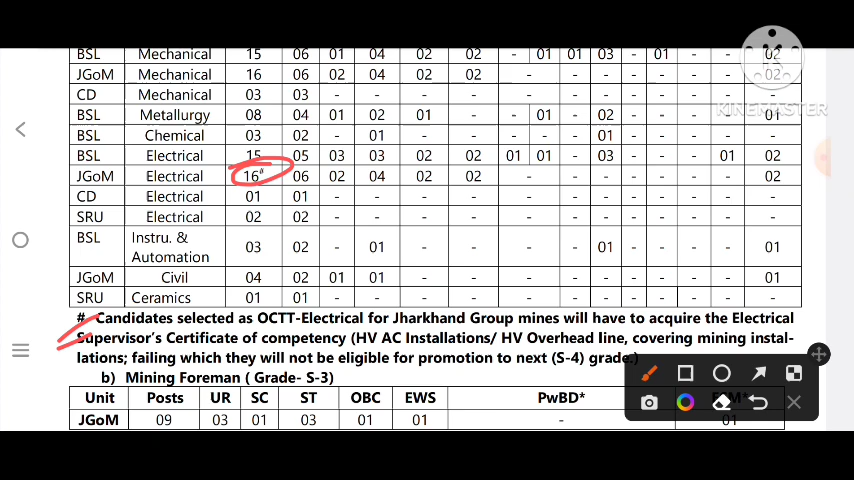 BSL Mechanical 15 06 01 04 02 02 - 01 01 03 - 01 - - 02
JGoM Mechanical 16 06 02 04 02 02 - - - - - - - - 02
CD Mechanical 03 03 - - - - - - - - - - - - -
BSL Metallurgy 08 04 01 02 01 - - 01 - 02 - - - - 01
BSL Chemical 03 02 - 01 - - - - - 01 - - - - -
BSL Electrical 15 05 03 03 02 02 01 01 - 03 - - - 01 02
JGoM Electrical 16# 06 02 04 02 02 - - - - - - - - 02
CD Electrical 01 01 - - - - - - - - - - - - -
SRU Electrical 02 02 - - - - - - - - - - - - -
BSL Instru. & Automation 03 02 - 01 - - - - - 01 - - - - 01
JGoM Civil 04 02 01 01 - - - - - - - - - - 01
SRU Ceramics 01 01 - - - - - - - - - - - - -
# Candidates selected as OCTT-Electrical for Jharkhand Group mines will have to acquire the Electrical
Supervisor's Certificate of competency (HV AC Installations/ HV Overhead line, covering mining instal-
lations; failing which they will not be eligible for promotion to next (S-4) grade.)
b) Mining Foreman ( Grade- S-3)
Unit Posts UR SC ST OBC EWS PwBD*
JGoM 09 03 01 03 01 01 - 01
KINEMASTER